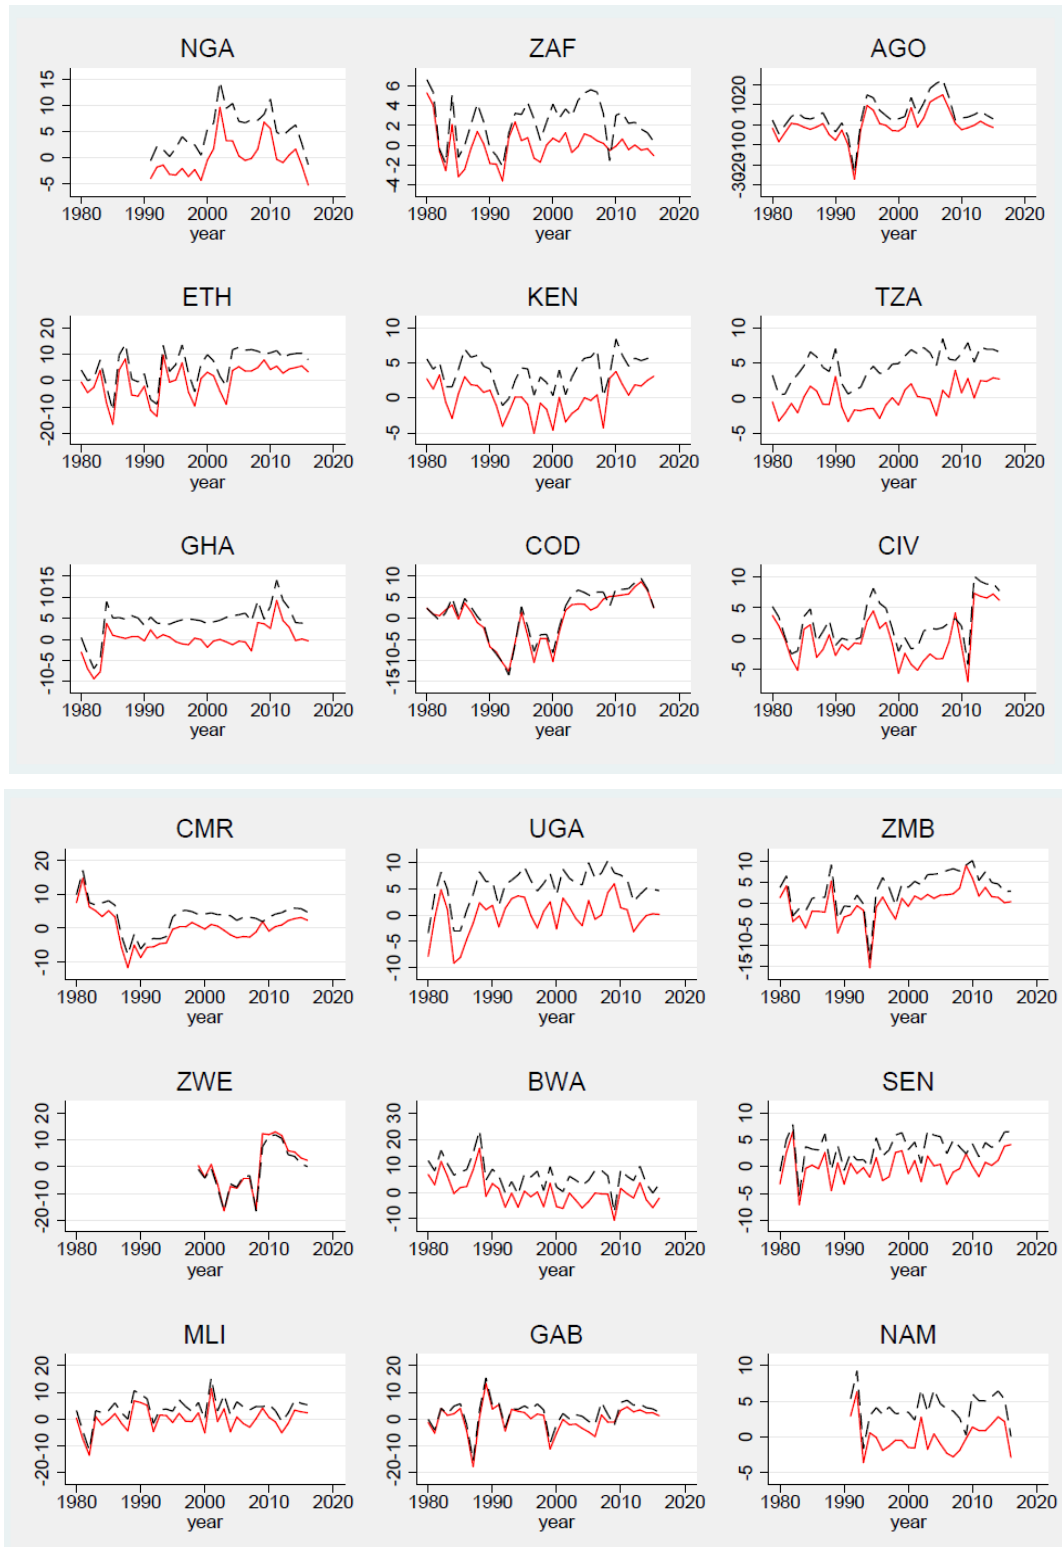 NGA
-5 0 5 10 15
1980 1990 2000 2010 2020
year
ZAF
-4 -2 0 2 4 6
1980 1990 2000 2010 2020
year
AGO
-30-20-10 0 1020
1980 1990 2000 2010 2020
year
ETH
-20 -10 0 10 20
1980 1990 2000 2010 2020
year
KEN
-5 0 5 10
1980 1990 2000 2010 2020
year
TZA
-5 0 5 10
1980 1990 2000 2010 2020
year
GHA
-10 -5 0 5 10 15
1980 1990 2000 2010 2020
year
COD
-15 -10 -5 0 5 10
1980 1990 2000 2010 2020
year
CIV
-5 0 5 10
1980 1990 2000 2010 2020
year
CMR
-10 0 10 20
1980 1990 2000 2010 2020
year
UGA
-10 -5 0 5 10
1980 1990 2000 2010 2020
year
ZMB
-15 -10 -5 0 5 10
1980 1990 2000 2010 2020
year
ZWE
-20 -10 0 10 20
1980 1990 2000 2010 2020
year
BWA
-10 0 10 20 30
1980 1990 2000 2010 2020
year
SEN
-10 -5 0 5 10
1980 1990 2000 2010 2020
year
MLI
-20 -10 0 10 20
1980 1990 2000 2010 2020
year
GAB
-20 -10 0 10 20
1980 1990 2000 2010 2020
year
NAM
-5 0 5 10
1980 1990 2000 2010 2020
year